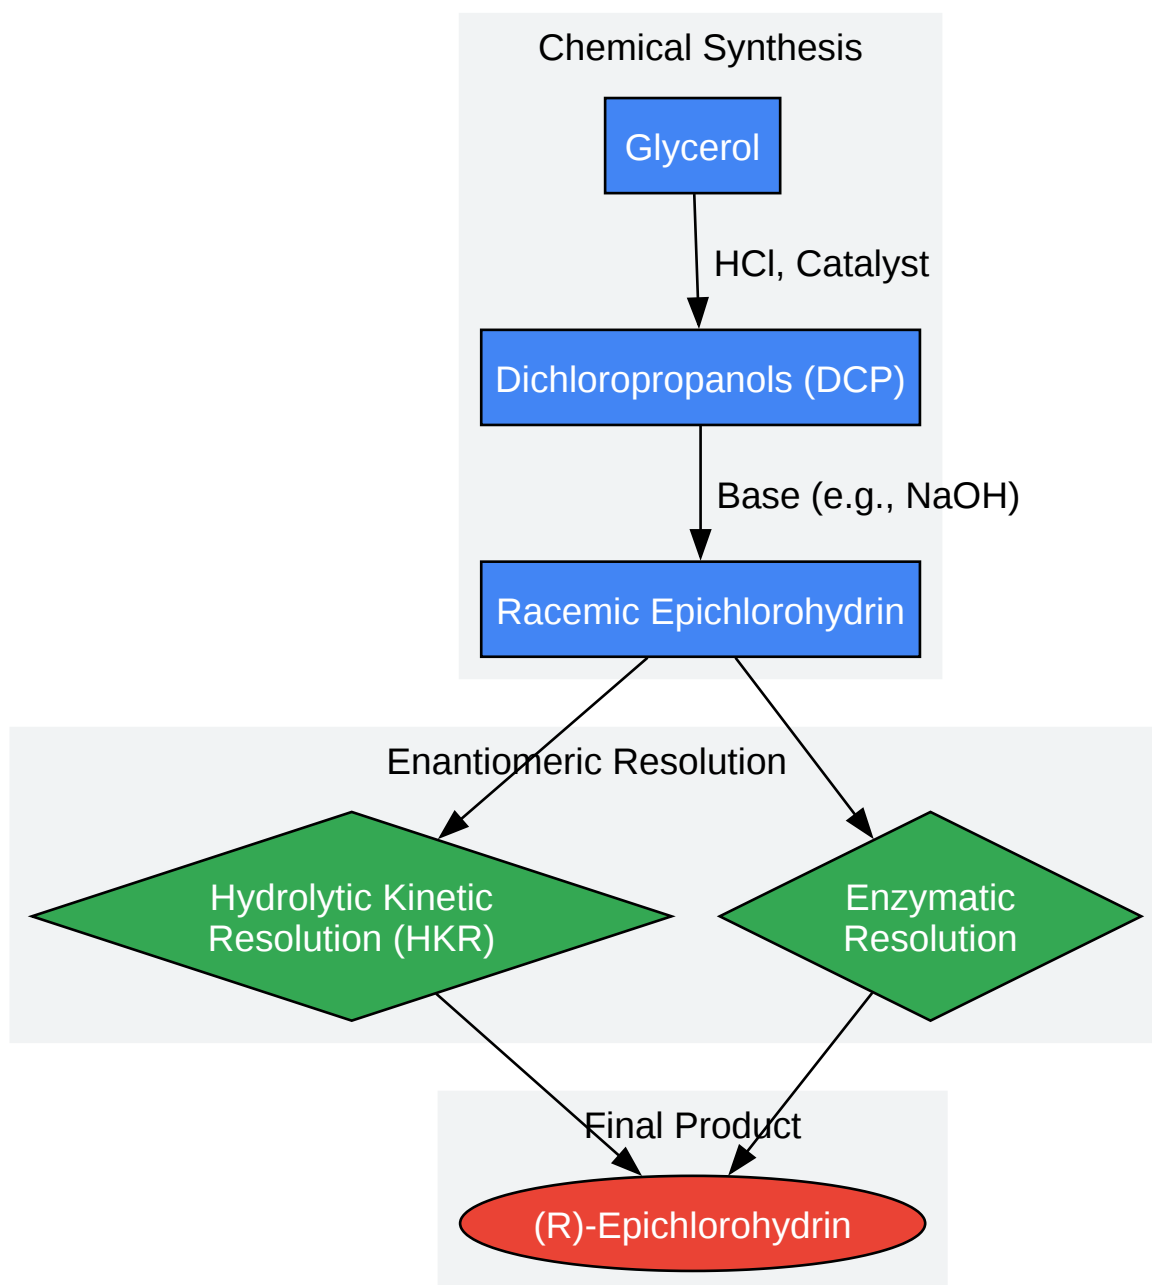 Chemical Synthesis
Glycerol
HCl, Catalyst
Dichloropropanols (DCP)
Base (e.g., NaOH)
Racemic Epichlorohydrin
Enantiomeric Resolution
Hydrolytic Kinetic
Resolution (HKR)
Enzymatic
Resolution
Final Product
(R)-Epichlorohydrin